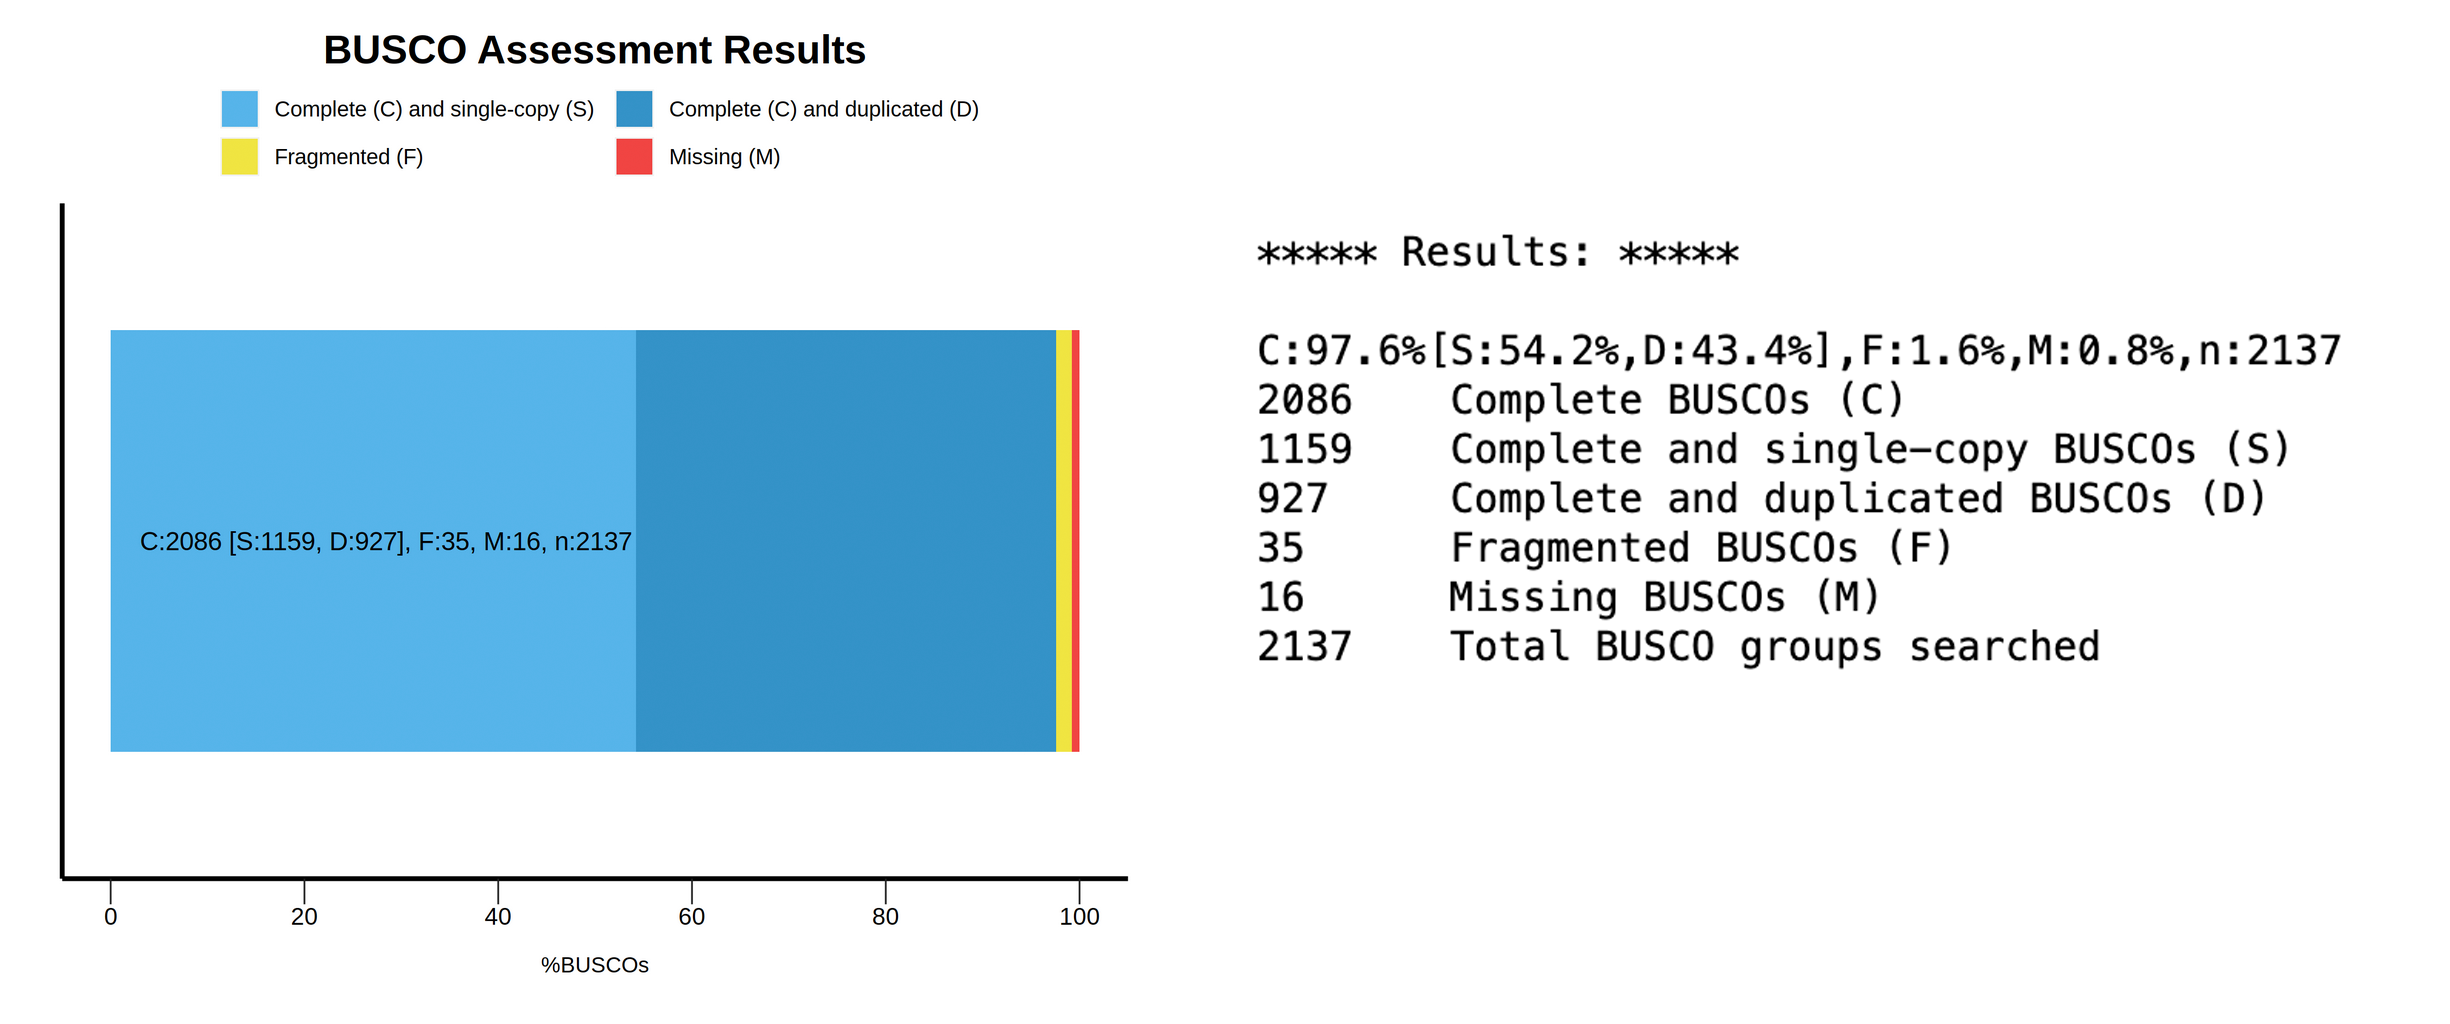 BUSCO Assessment Results
Complete (C) and single-copy (S)
Complete (C) and duplicated (D)
Fragmented (F)
Missing (M)
C:2086 [S:1159, D:927], F:35, M:16, n:2137
0 20 40 60 80 100
%BUSCOs
***** Results: *****
C:97.6%[S:54.2%,D:43.4%],F:1.6%,M:0.8%,n:2137
2086 Complete BUSCOs (C)
1159 Complete and single-copy BUSCOs (S)
927 Complete and duplicated BUSCOs (D)
35 Fragmented BUSCOs (F)
16 Missing BUSCOs (M)
2137 Total BUSCO groups searched